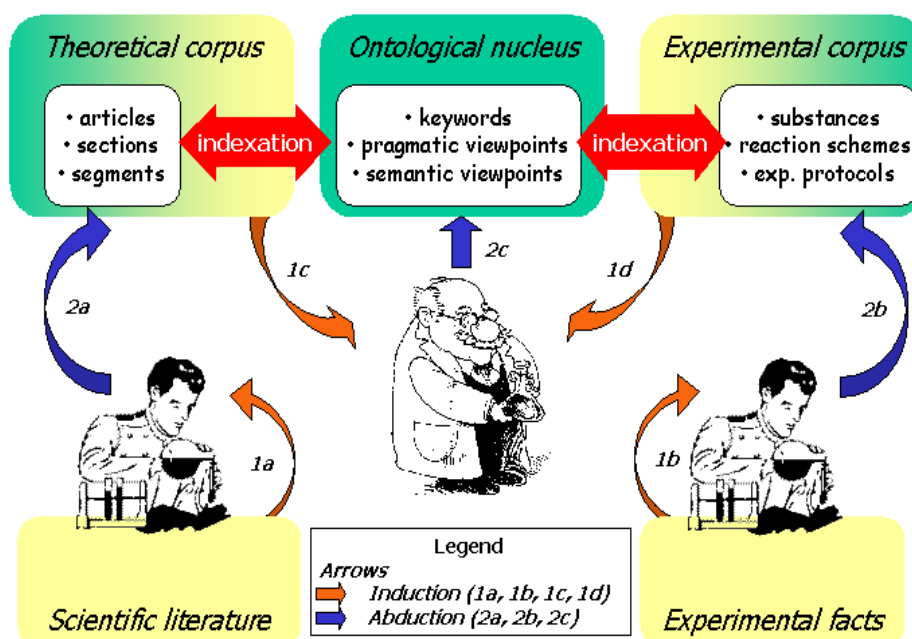 Theoretical corpus
Ontological nucleus
Experimental corpus
• articles
• sections
• segments
indexation
• keywords
• pragmatic viewpoints
• semantic viewpoints
indexation
• substances
• reaction schemes
• exp. protocols
1c
2c
1d
2a
2b
1a
1b
Legend
Arrows
Induction (1a, 1b, 1c, 1d)
Abduction (2a, 2b, 2c)
Scientific literature
Experimental facts